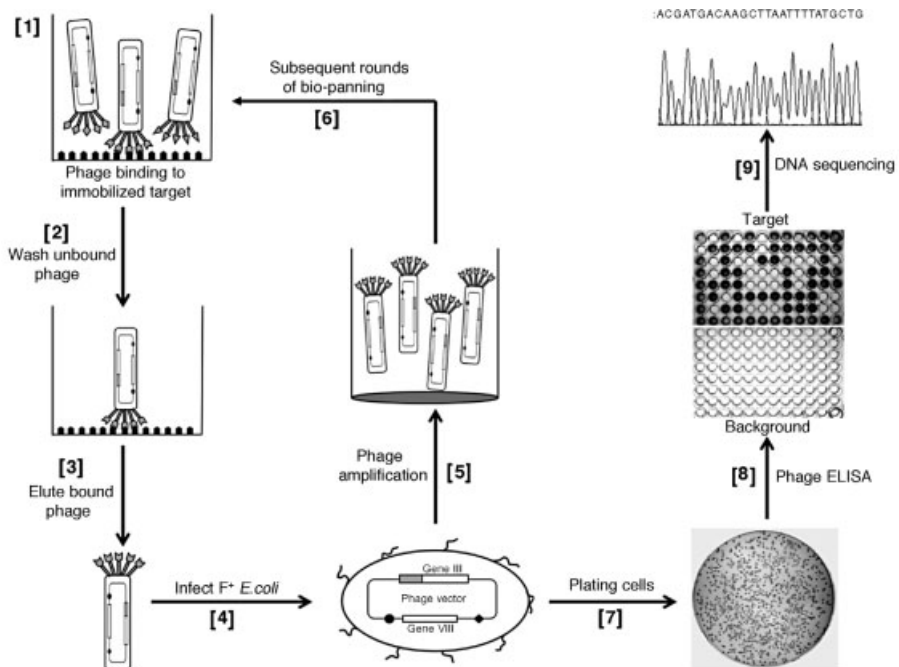 [1]
Phage binding to
immobilized target
[2]
Wash unbound
phage
[3]
Elute bound
phage
Infect F⁺ E.coli
[4]
Gene III
Phage vector
Gene VIII
Phage
amplification
[5]
Subsequent rounds
of bio-panning
[6]
Plating cells
[7]
[8]
Phage ELISA
Background
Target
[9]
DNA sequencing
:ACGATGACAAGCTTAATTTTATGCTG